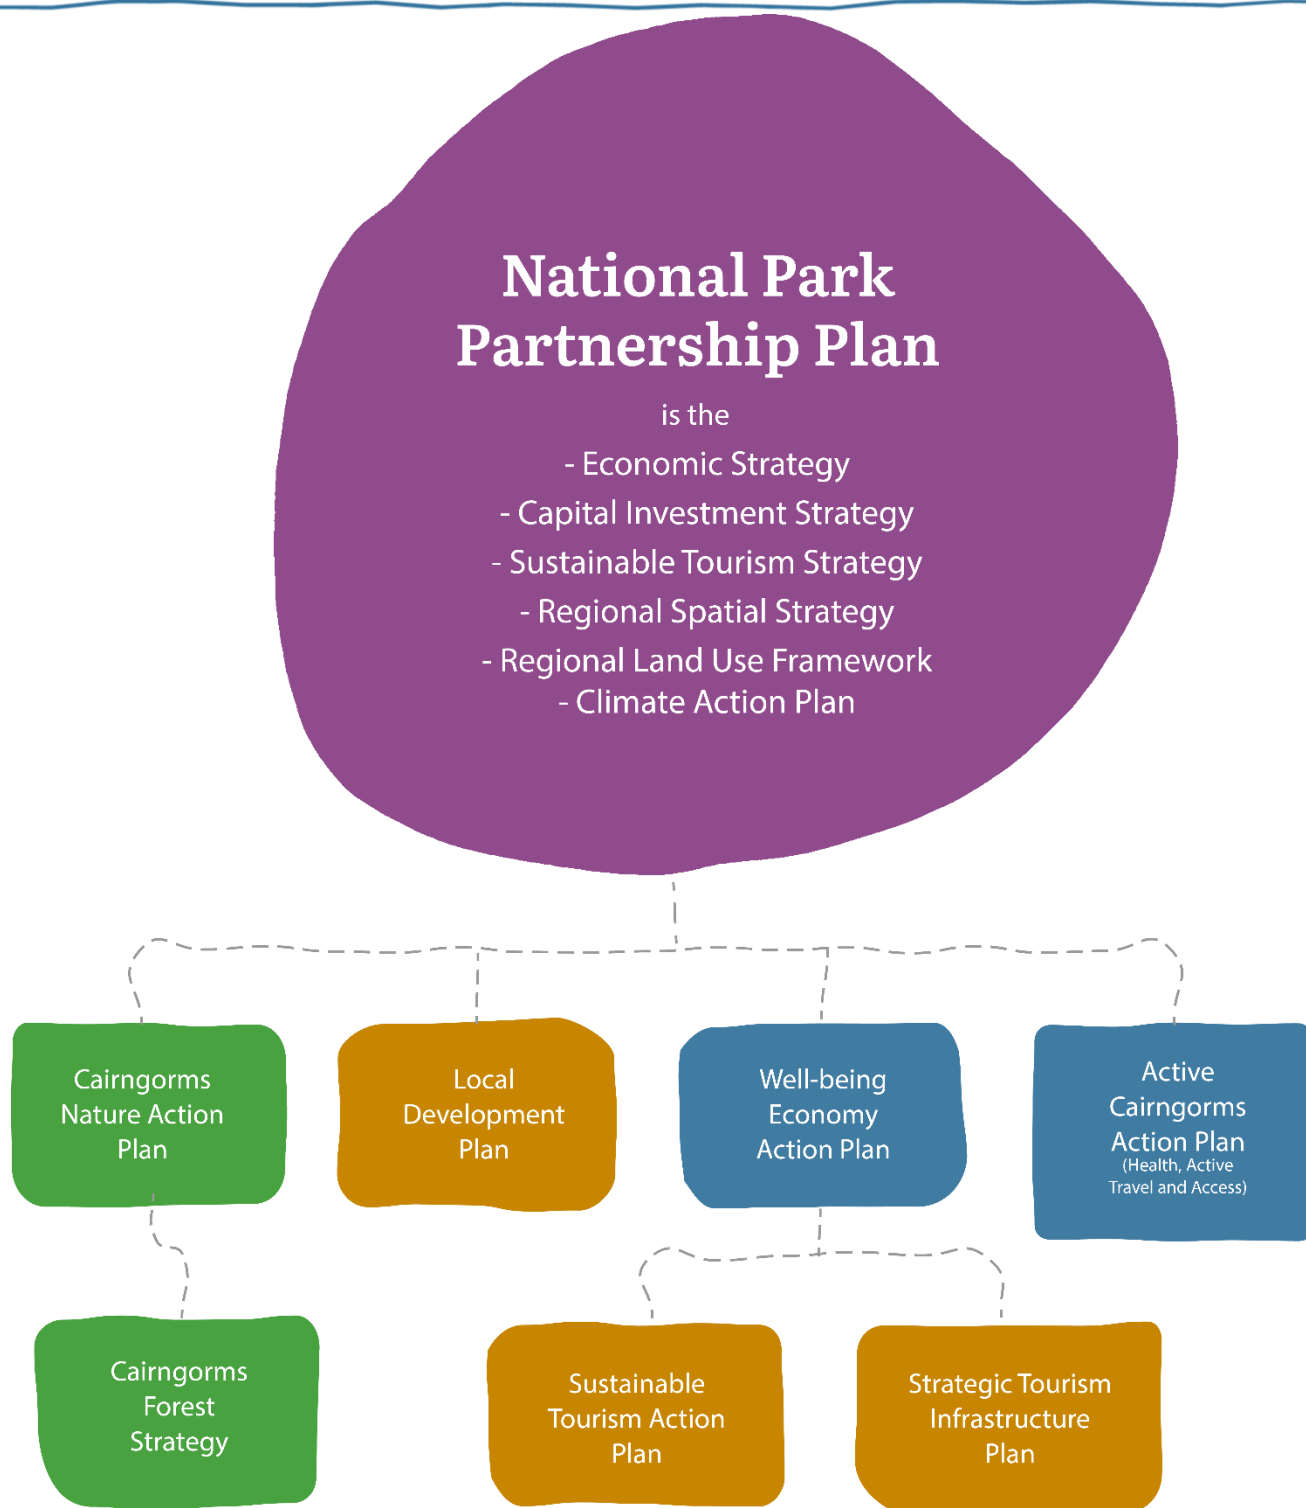 National Park
Partnership Plan
is the
- Economic Strategy
- Capital Investment Strategy
- Sustainable Tourism Strategy
- Regional Spatial Strategy
- Regional Land Use Framework
- Climate Action Plan
Cairngorms
Nature Action
Plan
Local
Development
Plan
Well-being
Economy
Action Plan
Active
Cairngorms
Action Plan
(Health, Active
Travel and Access)
Cairngorms
Forest
Strategy
Sustainable
Tourism Action
Plan
Strategic Tourism
Infrastructure
Plan